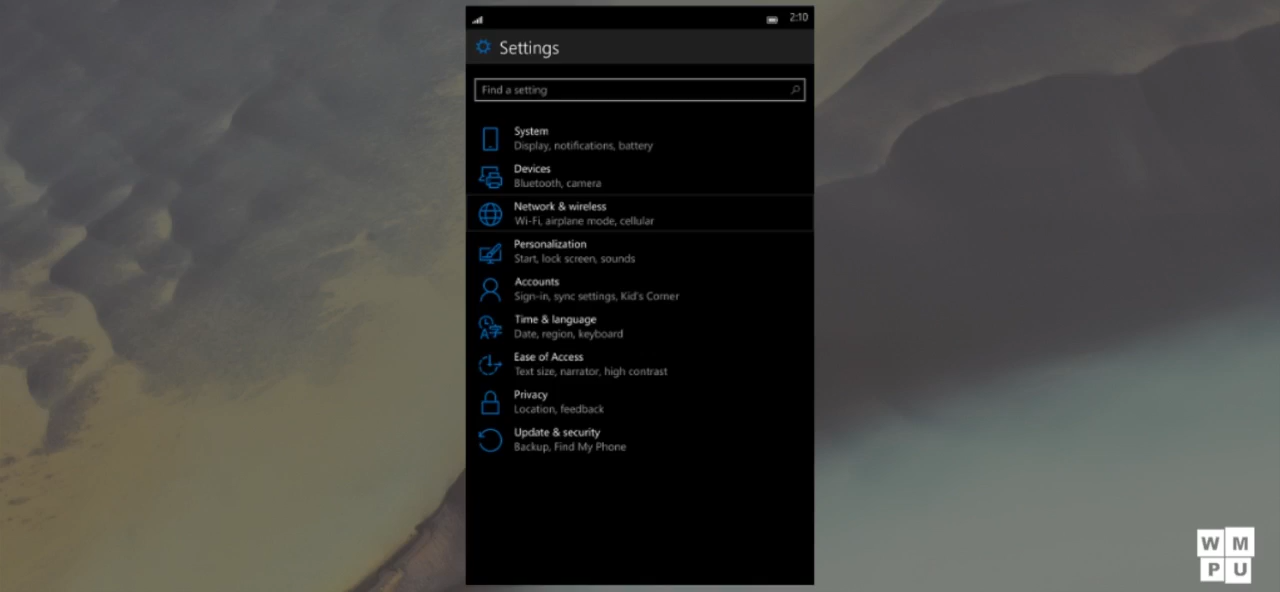 2:10
Settings
Find a setting
System
Display, notifications, battery
Devices
Bluetooth, camera
Network & wireless
Wi-Fi, airplane mode, cellular
Personalization
Start, lock screen, sounds
Accounts
Sign-in, sync settings, Kid's Corner
Time & language
Date, region, keyboard
Ease of Access
Text size, narrator, high contrast
Privacy
Location, feedback
Update & security
Backup, Find My Phone
W M
P U